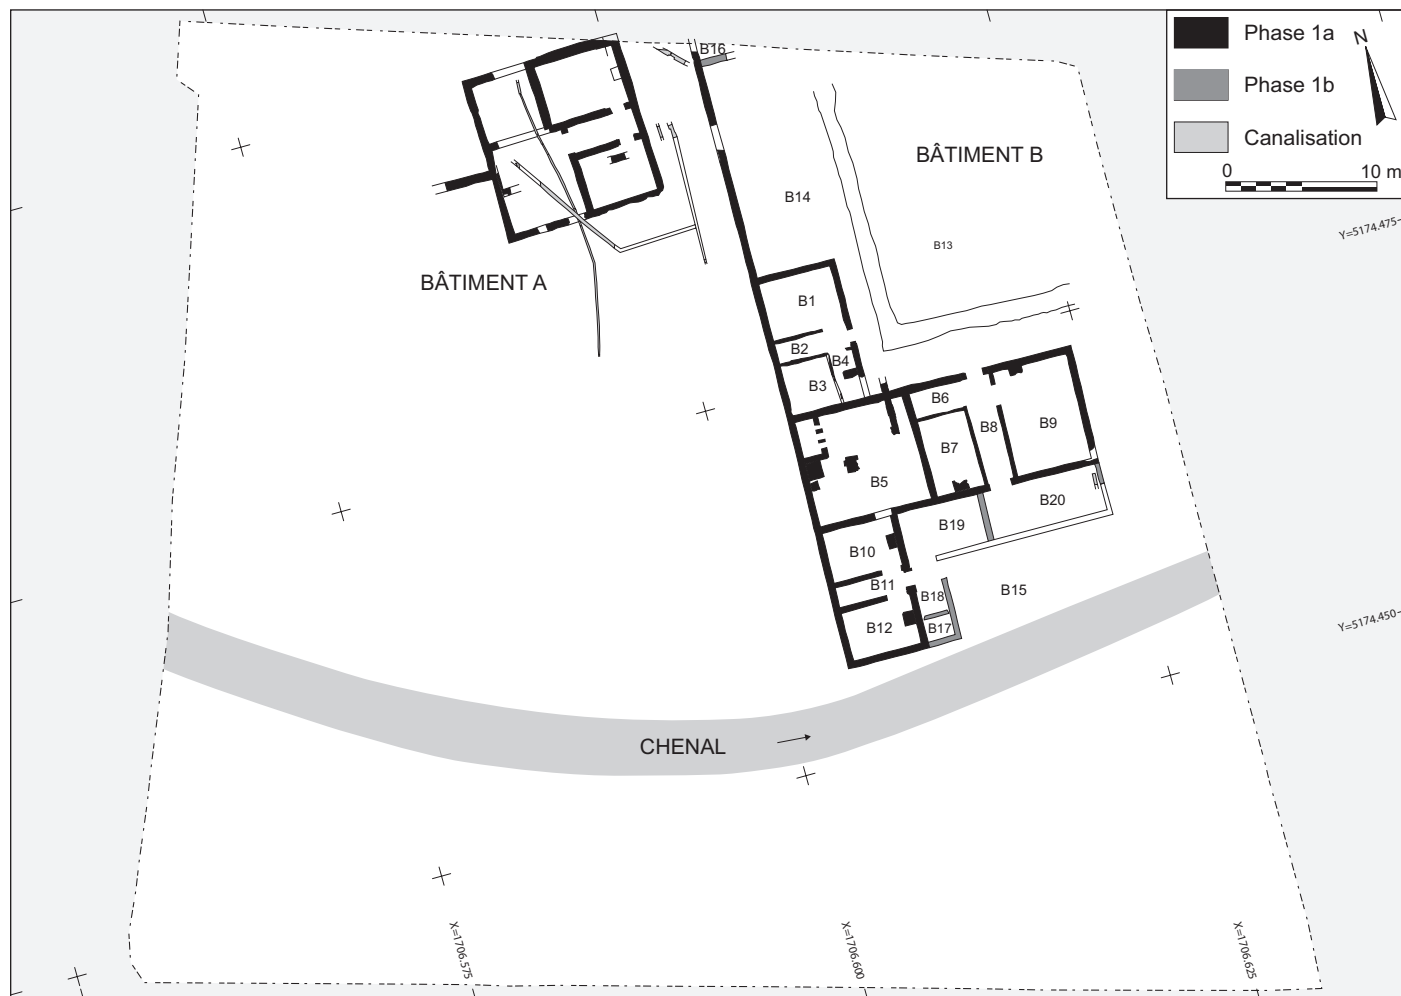 Phase 1a
N
Phase 1b
Canalisation
0 10 m
B16
BÂTIMENT B
B14
Y=5174.475
B13
BÂTIMENT A
B1
B2
B4
B3
B6
B8
B9
B7
B5
B20
B19
B10
B11
B18
B15
B12
B17
Y=5174.450
CHENAL
X=1706.575
X=1706.600
X=1706.625